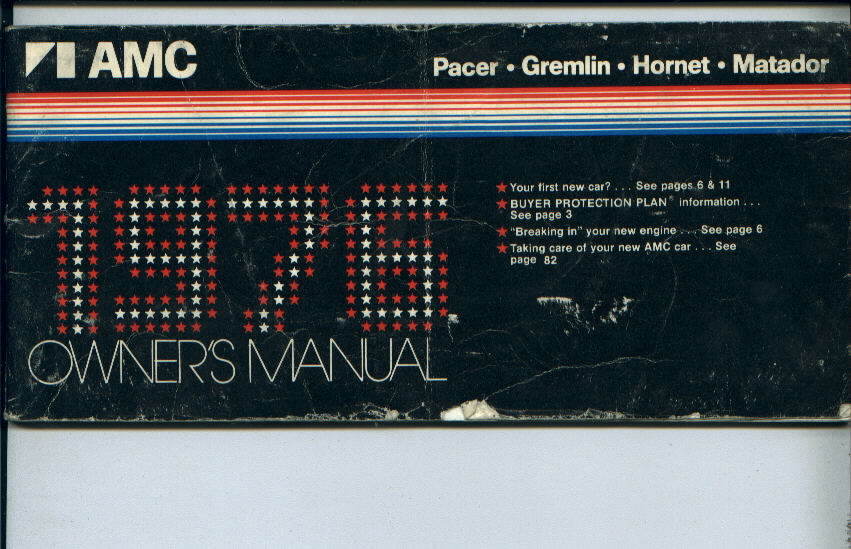 AMC
Pacer • Gremlin • Hornet • Matador
1976
OWNER'S MANUAL
★ Your first new car? . . . See pages 6 & 11
★ BUYER PROTECTION PLAN® information . . .
See page 3
★ "Breaking in" your new engine . . . See page 6
★ Taking care of your new AMC car . . . See
page 82